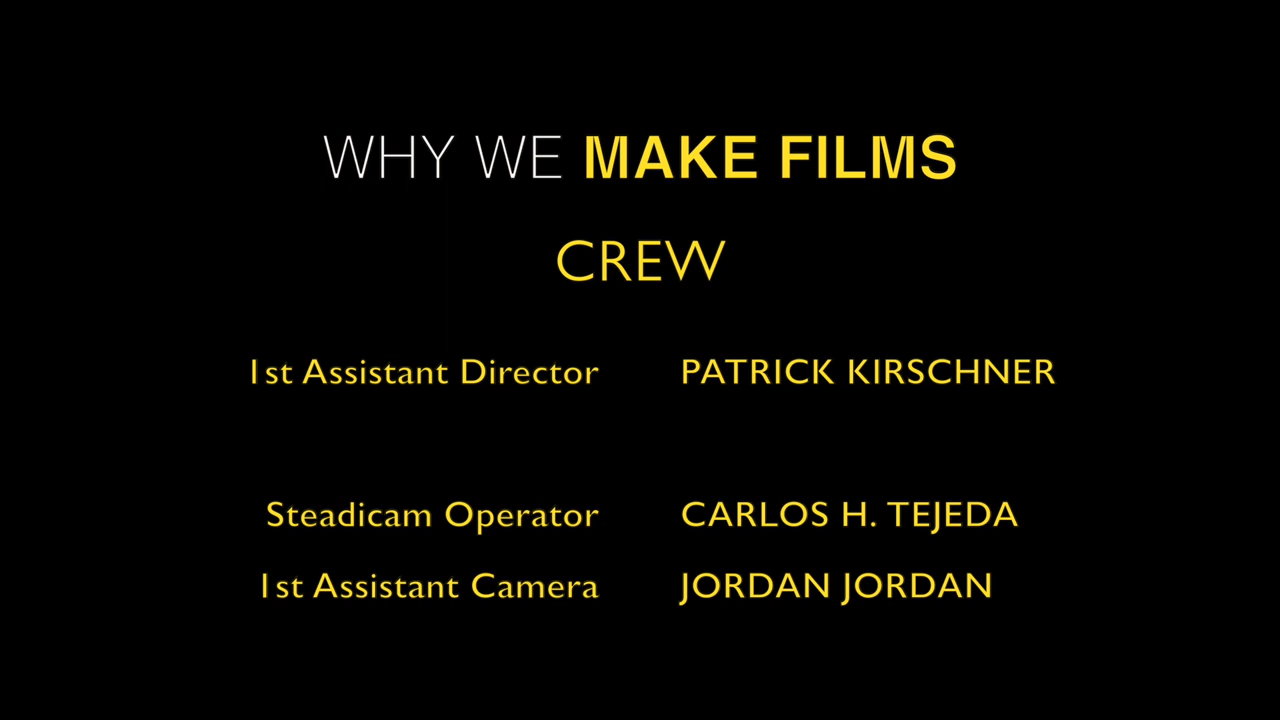 WHY WE MAKE FILMS
CREW
1st Assistant Director PATRICK KIRSCHNER
Steadicam Operator CARLOS H. TEJEDA
1st Assistant Camera JORDAN JORDAN